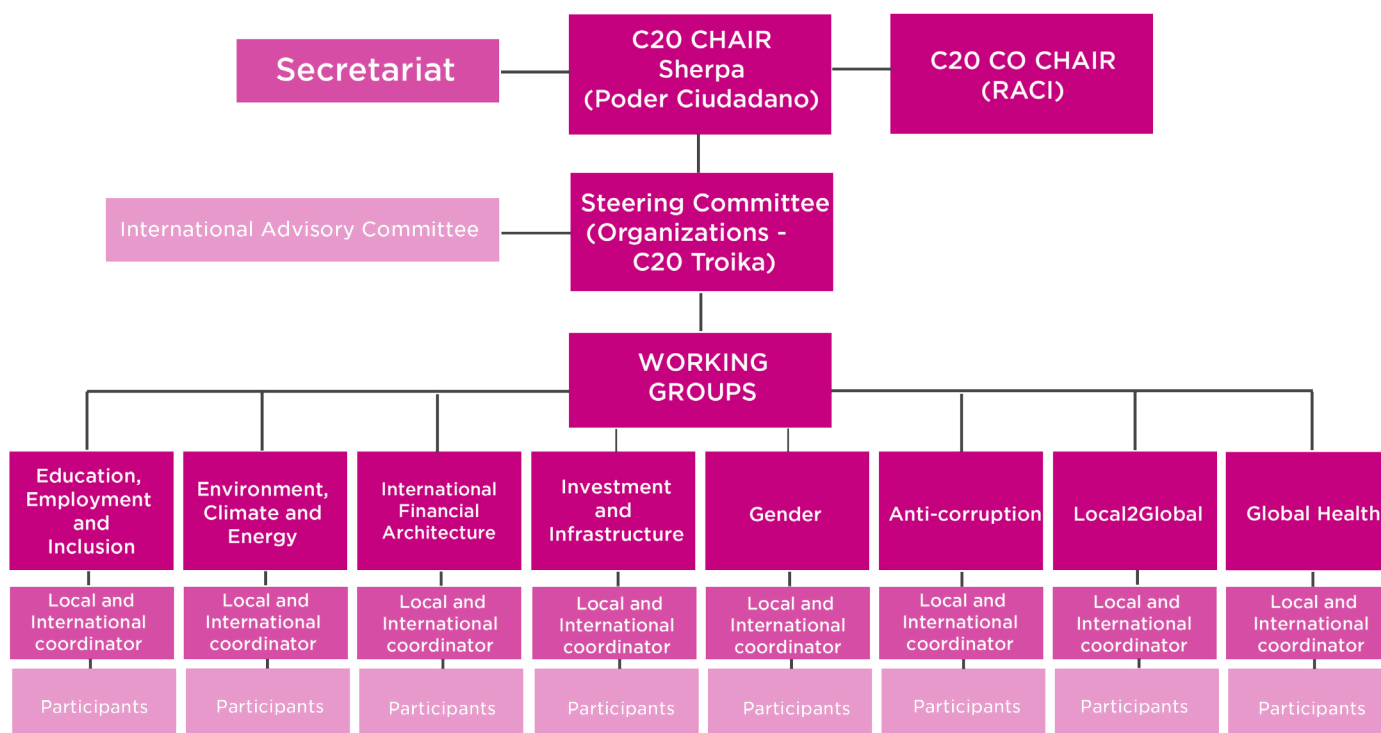 C20 CHAIR
Sherpa
(Poder Ciudadano)
Secretariat
C20 CO CHAIR
(RACI)
Steering Committee
(Organizations -
C20 Troika)
International Advisory Committee
WORKING
GROUPS
Education,
Employment
and
Inclusion
Environment,
Climate and
Energy
International
Financial
Architecture
Investment
and
Infrastructure
Gender
Anti-corruption
Local2Global
Global Health
Local and
International
coordinator
Local and
International
coordinator
Local and
International
coordinator
Local and
International
coordinator
Local and
International
coordinator
Local and
International
coordinator
Local and
International
coordinator
Local and
International
coordinator
Participants
Participants
Participants
Participants
Participants
Participants
Participants
Participants